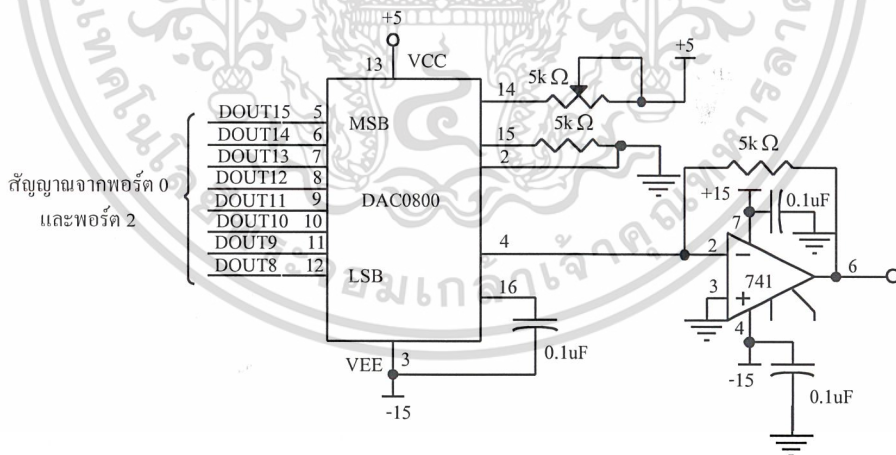 +5
13
VCC
14
5k Ω
+5
DOUT15 5
DOUT14 6
DOUT13 7
DOUT12 8
DOUT11 9
DOUT10 10
DOUT9 11
DOUT8 12
MSB
LSB
DAC0800
สัญญาณจากพอร์ต 0
และพอร์ต 2
15
5k Ω
2
4
16
0.1uF
VEE
3
-15
5k Ω
+15
0.1uF
7
2
−
741
6
3
+
4
-15
0.1uF